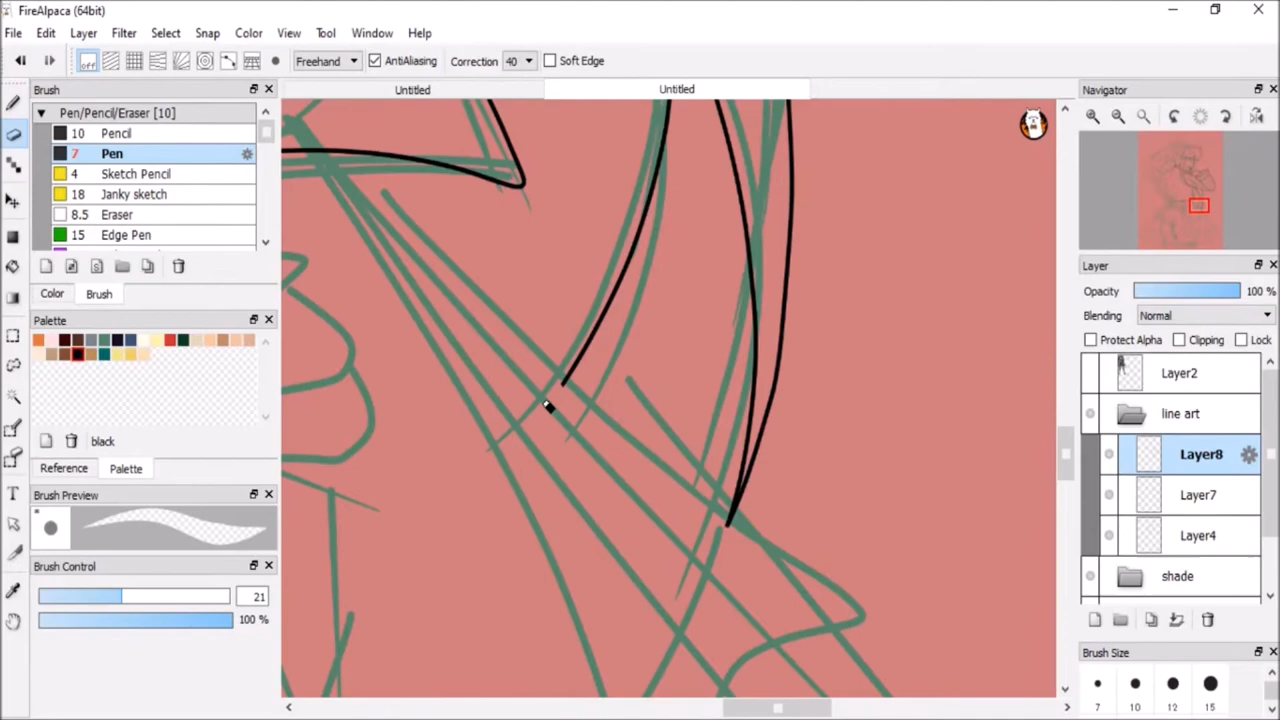 FireAlpaca (64bit)
File Edit Layer Filter Select Snap Color View Tool Window Help
off Freehand AntiAliasing Correction 40 Soft Edge
Brush
Untitled Untitled
Navigator
Pen/Pencil/Eraser [10]
10 Pencil
7 Pen
4 Sketch Pencil
18 Janky sketch
8.5 Eraser
15 Edge Pen
Color Brush
Palette
black
Reference Palette
Brush Preview
Brush Control
21
100 %
Layer
Opacity 100 %
Blending Normal
Protect Alpha Clipping Lock
Layer2
line art
Layer8
Layer7
Layer4
shade
Brush Size
7 10 12 15